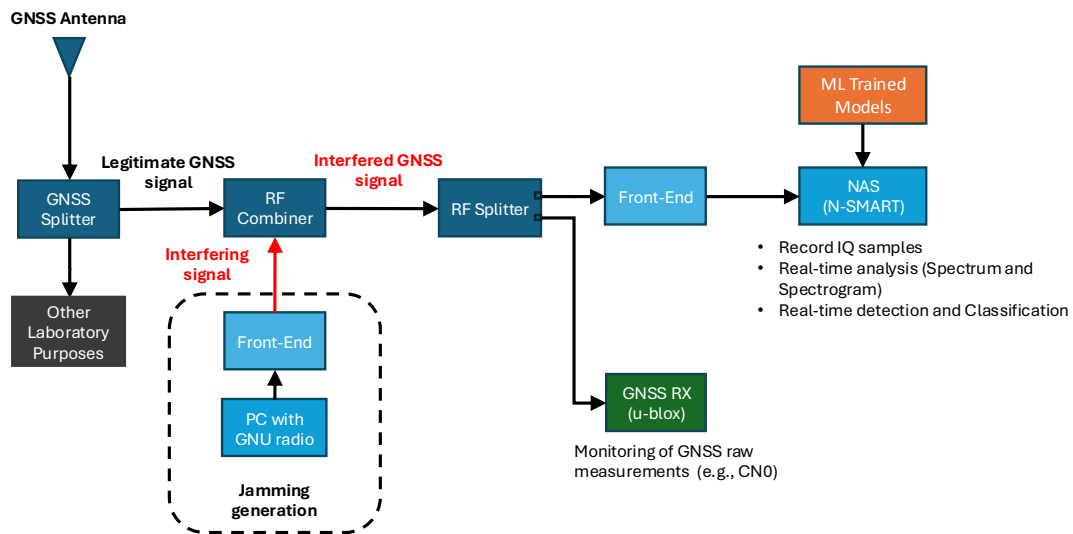 GNSS Antenna
ML Trained
Models
Legitimate GNSS
signal
Interfered GNSS
signal
GNSS
Splitter
RF
Combiner
RF Splitter
Front-End
NAS
(N-SMART)
Interfering
signal
• Record IQ samples
• Real-time analysis (Spectrum and
Spectrogram)
• Real-time detection and Classification
Other
Laboratory
Purposes
Front-End
PC with
GNU radio
Jamming
generation
GNSS RX
(u-blox)
Monitoring of GNSS raw
measurements (e.g., CN0)